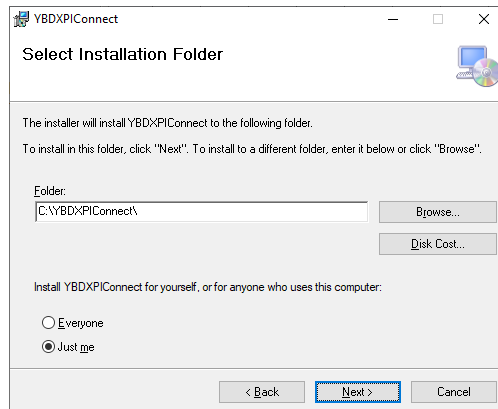 YBDXPIConnect
Select Installation Folder
The installer will install YBDXPIConnect to the following folder.
To install in this folder, click "Next". To install to a different folder, enter it below or click "Browse".
Folder:
C:\YBDXPIConnect\
Browse...
Disk Cost...
Install YBDXPIConnect for yourself, or for anyone who uses this computer:
Everyone
Just me
< Back
Next >
Cancel